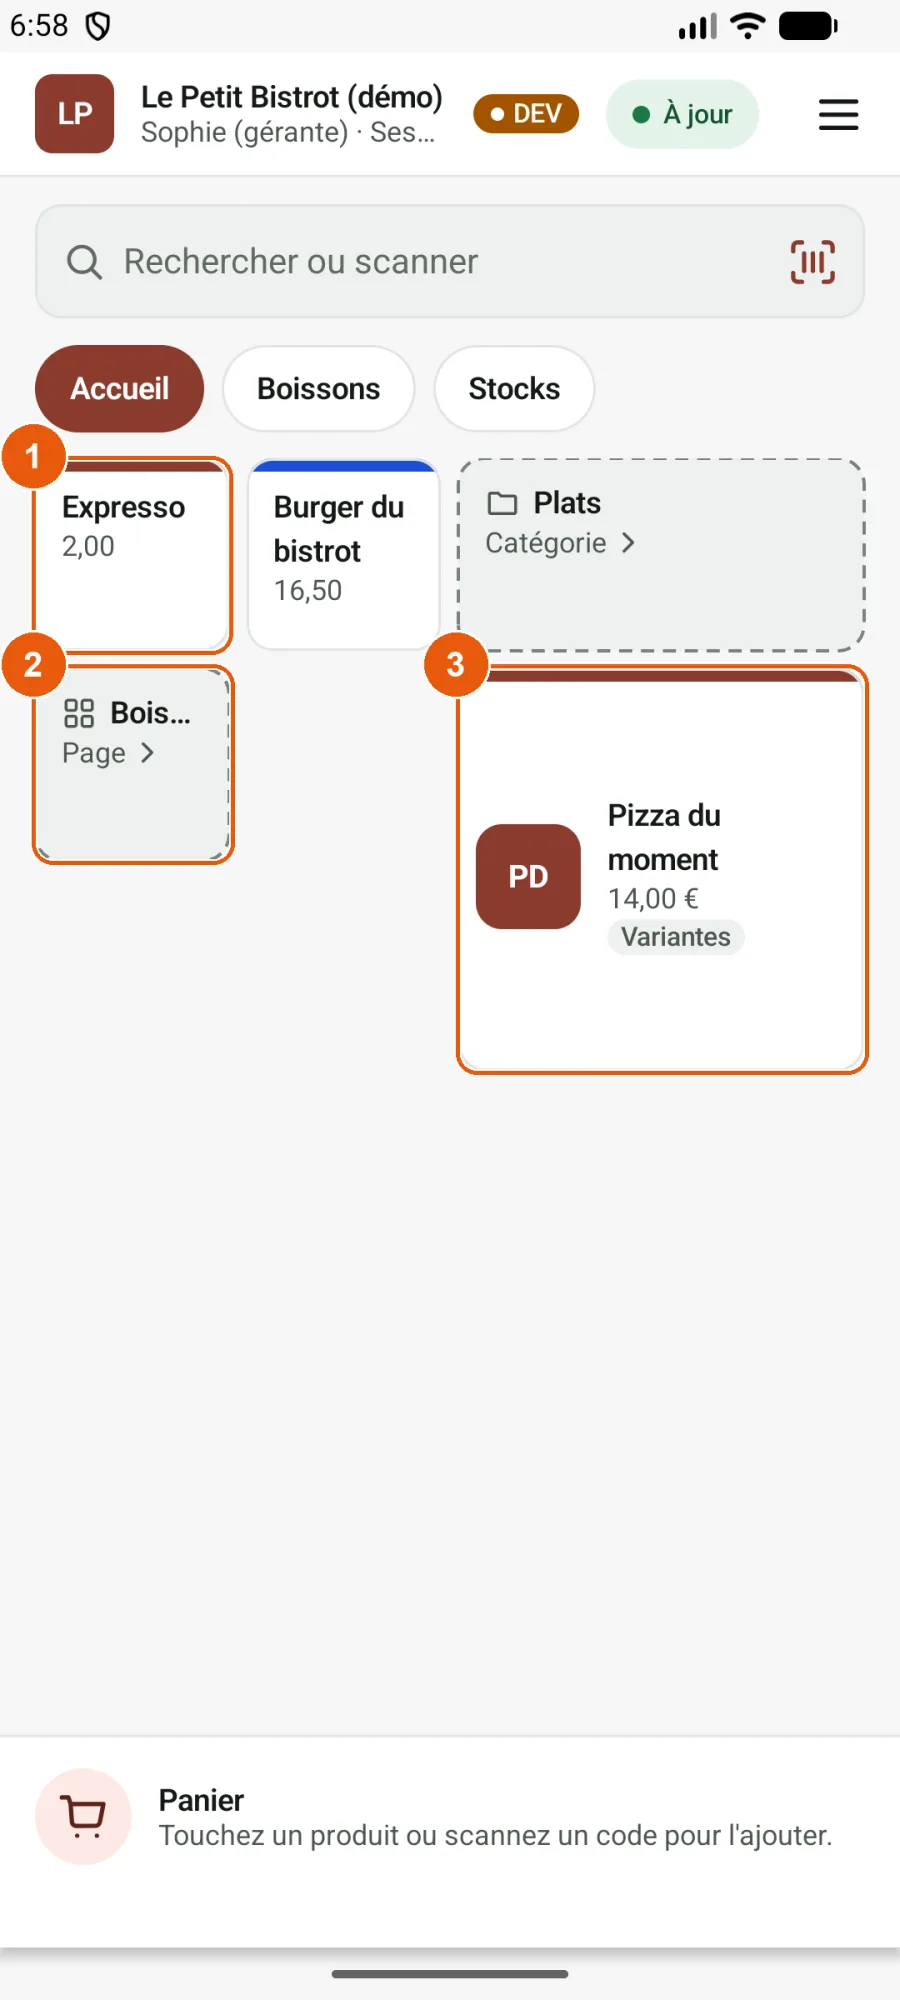 6:58
LP
Le Petit Bistrot (démo)
Sophie (gérante) · Ses...
DEV
À jour
Rechercher ou scanner
Accueil
Boissons
Stocks
1
Expresso
2,00
Burger du
bistrot
16,50
Plats
Catégorie
2
Bois...
Page
3
PD
Pizza du
moment
14,00 €
Variantes
Panier
Touchez un produit ou scannez un code pour l'ajouter.